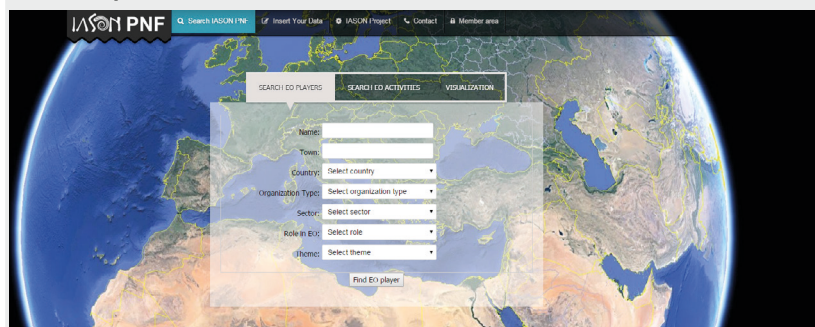 IASON PNF
Search IASON PNF
Insert Your Data
IASON Project
Contact
Member area
SEARCH EO PLAYERS
SEARCH EO ACTIVITIES
VISUALIZATION
Name:
Town:
Country: Select country
Organization Type: Select organization type
Sector: Select sector
Role in EO: Select role
Theme: Select theme
Find EO player